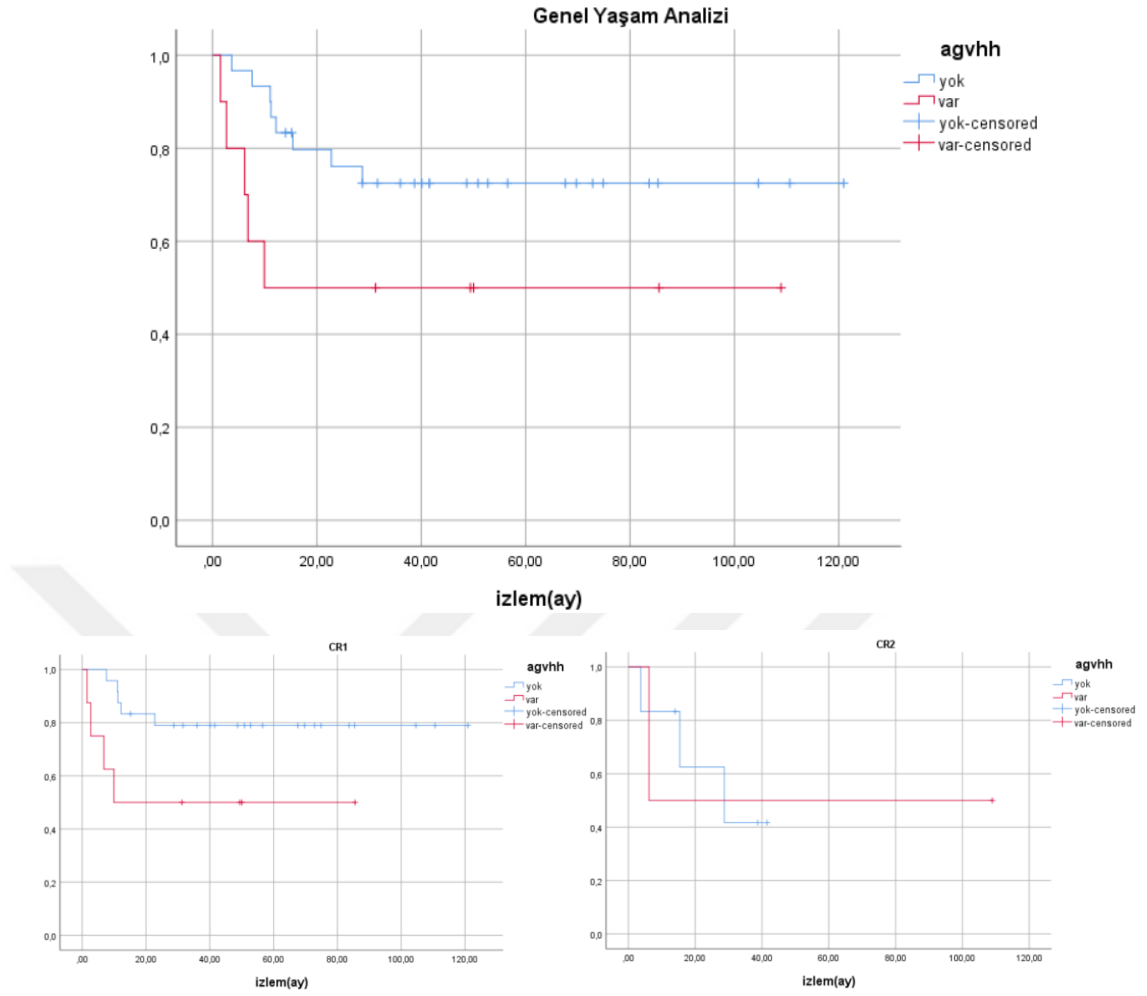 Genel Yaşam Analizi
agvhh
yok
var
yok-censored
var-censored
1,0
0,8
0,6
0,4
0,2
0,0
,00 20,00 40,00 60,00 80,00 100,00 120,00
izlem(ay)
CR1
agvhh
yok
var
yok-censored
var-censored
1,0
0,8
0,6
0,4
0,2
0,0
,00 20,00 40,00 60,00 80,00 100,00 120,00
izlem(ay)
CR2
agvhh
yok
var
yok-censored
var-censored
1,0
0,8
0,6
0,4
0,2
0,0
,00 20,00 40,00 60,00 80,00 100,00 120,00
izlem(ay)